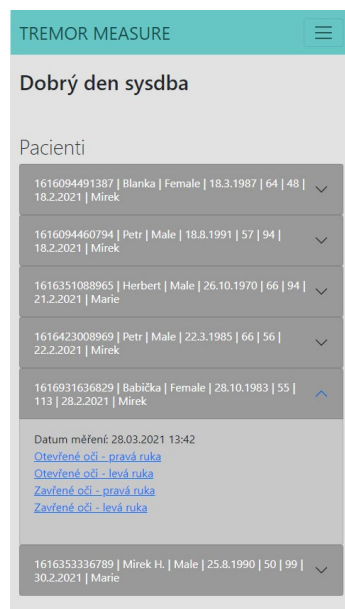 TREMOR MEASURE
Dobrý den sysdba
Pacienti
1616094491387 | Blanka | Female | 18.3.1987 | 64 | 48 |
18.2.2021 | Mirek
1616094460794 | Petr | Male | 18.8.1991 | 57 | 94 |
18.2.2021 | Mirek
1616351088965 | Herbert | Male | 26.10.1970 | 66 | 94 |
21.2.2021 | Marie
1616423008969 | Petr | Male | 22.3.1985 | 66 | 56 |
22.2.2021 | Mirek
1616931636829 | Babička | Female | 28.10.1983 | 55 |
113 | 28.2.2021 | Mirek
Datum měření: 28.03.2021 13:42
Otevřené oči - pravá ruka
Otevřené oči - levá ruka
Zavřené oči - pravá ruka
Zavřené oči - levá ruka
1616353336789 | Mirek H. | Male | 25.8.1990 | 50 | 99 |
30.2.2021 | Marie